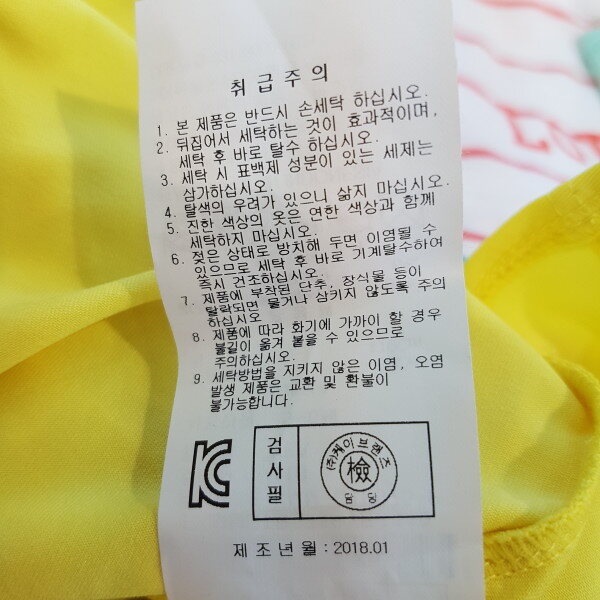 취급주의
1. 본 제품은 반드시 손세탁 하십시오.
2. 뒤집어서 세탁하는 것이 효과적이며,
세탁 후 바로 탈수 하십시오.
3. 세탁 시 표백제 성분이 있는 세제는
삼가하십시오.
4. 탈색의 우려가 있으니 삶지 마십시오.
5. 진한 색상의 옷은 연한 색상과 함께
세탁하지 마십시오.
6. 젖은 상태로 방치해 두면 이염될 수
있으므로 세탁 후 바로 기계탈수하여
즉시 건조하십시오.
7. 제품에 부착된 단추, 장식물 등이
탈락되면 물거나 삼키지 않도록 주의
하십시오.
8. 제품에 따라 화기에 가까이 할 경우
불길이 옮겨 붙을 수 있으므로
주의하십시오.
9. 세탁방법을 지키지 않은 이염, 오염
발생 제품은 교환 및 환불이
불가능합니다.
KC
검사필
(주)케이브랜즈
檢
담당
제조년월 : 2018.01